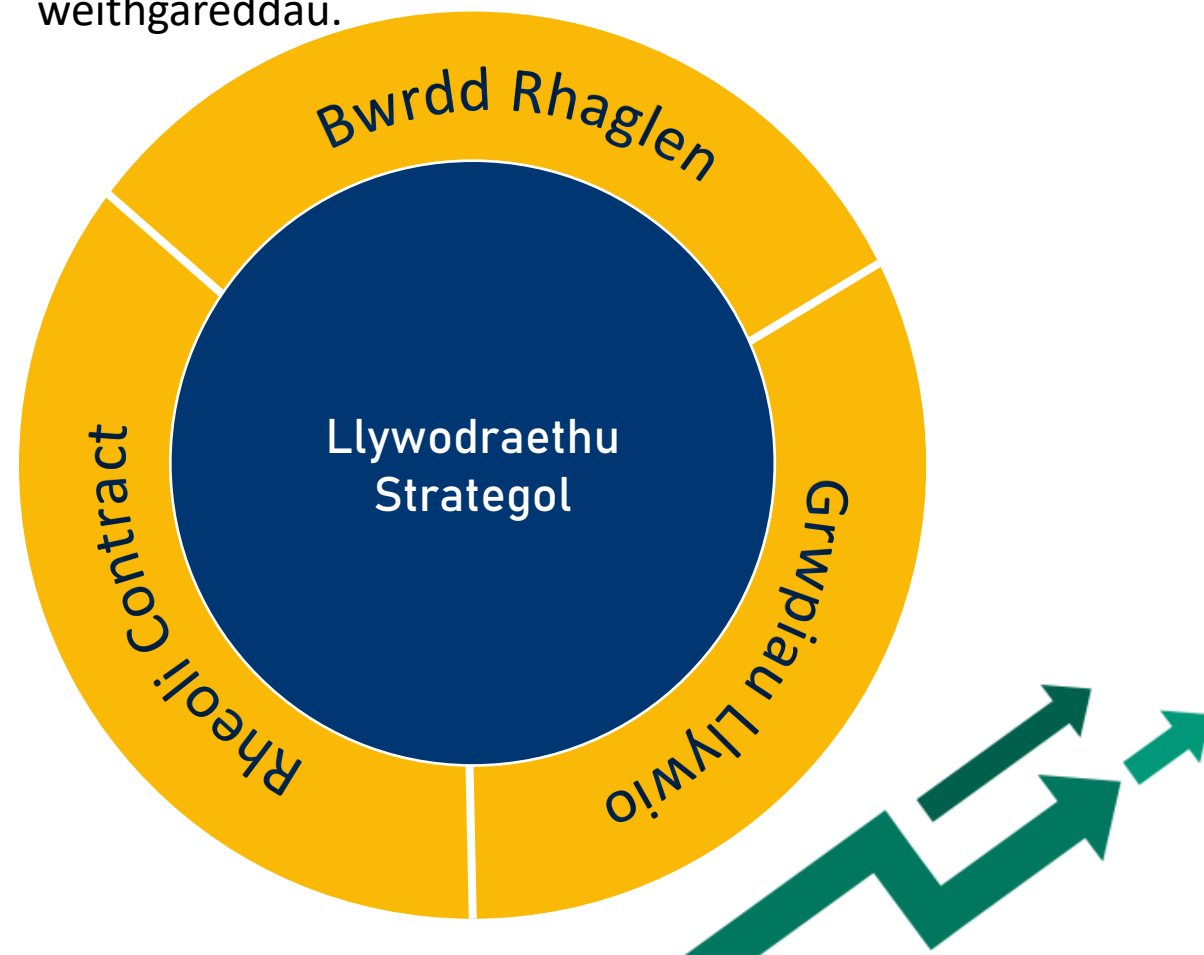 weithgareddau.
Bwrdd Rhaglen
Grwpiau Llywio
Rheoli Contract
Llywodraethu
Strategol